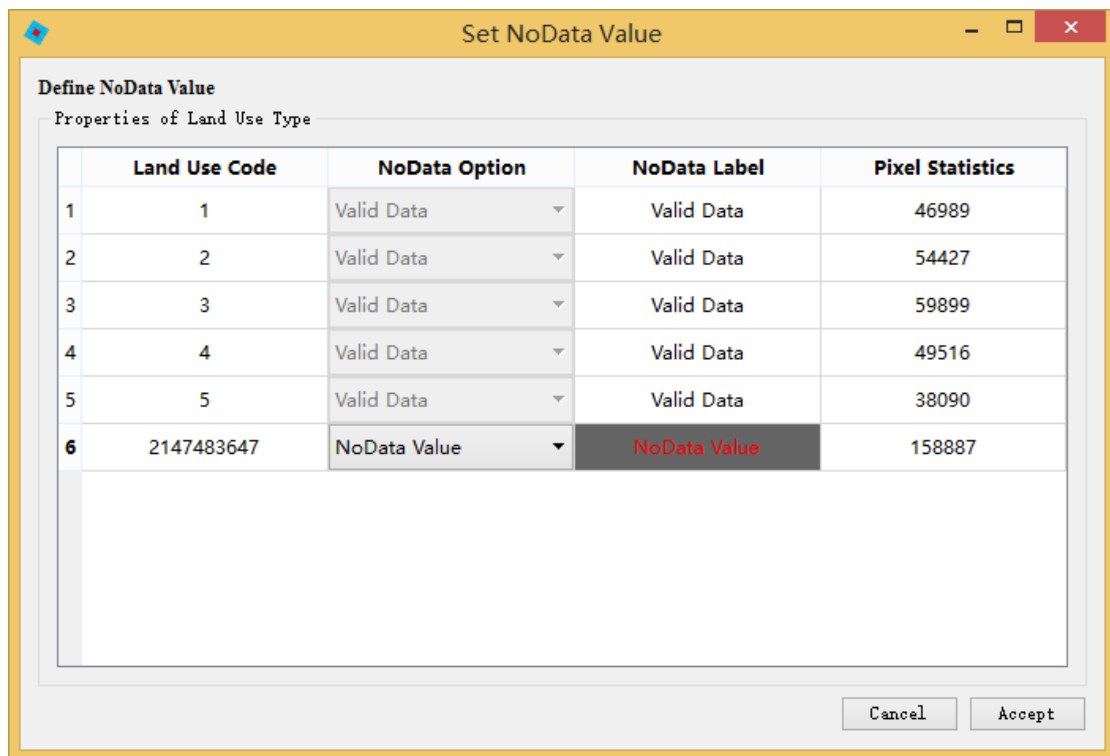 Set NoData Value
Define NoData Value
Properties of Land Use Type
Land Use Code NoData Option NoData Label Pixel Statistics
1 1 Valid Data Valid Data 46989
2 2 Valid Data Valid Data 54427
3 3 Valid Data Valid Data 59899
4 4 Valid Data Valid Data 49516
5 5 Valid Data Valid Data 38090
6 2147483647 NoData Value NoData Value 158887
Cancel Accept